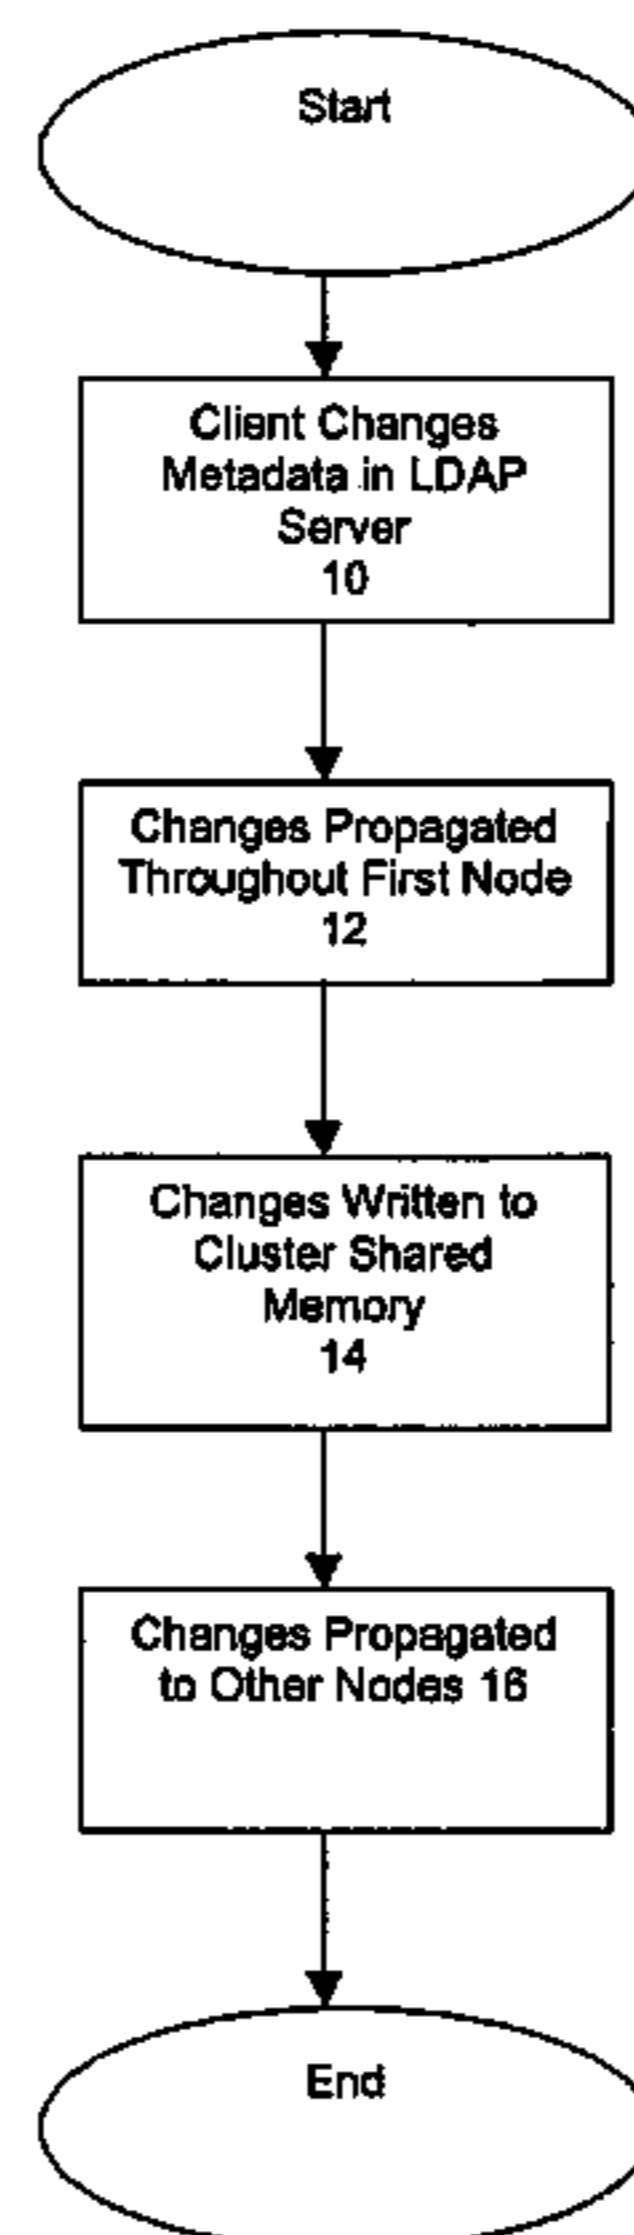 Start
Client Changes
Metadata in LDAP
Server
10
Changes Propagated
Throughout First Node
12
Changes Written to
Cluster Shared
Memory
14
Changes Propagated
to Other Nodes 16
End